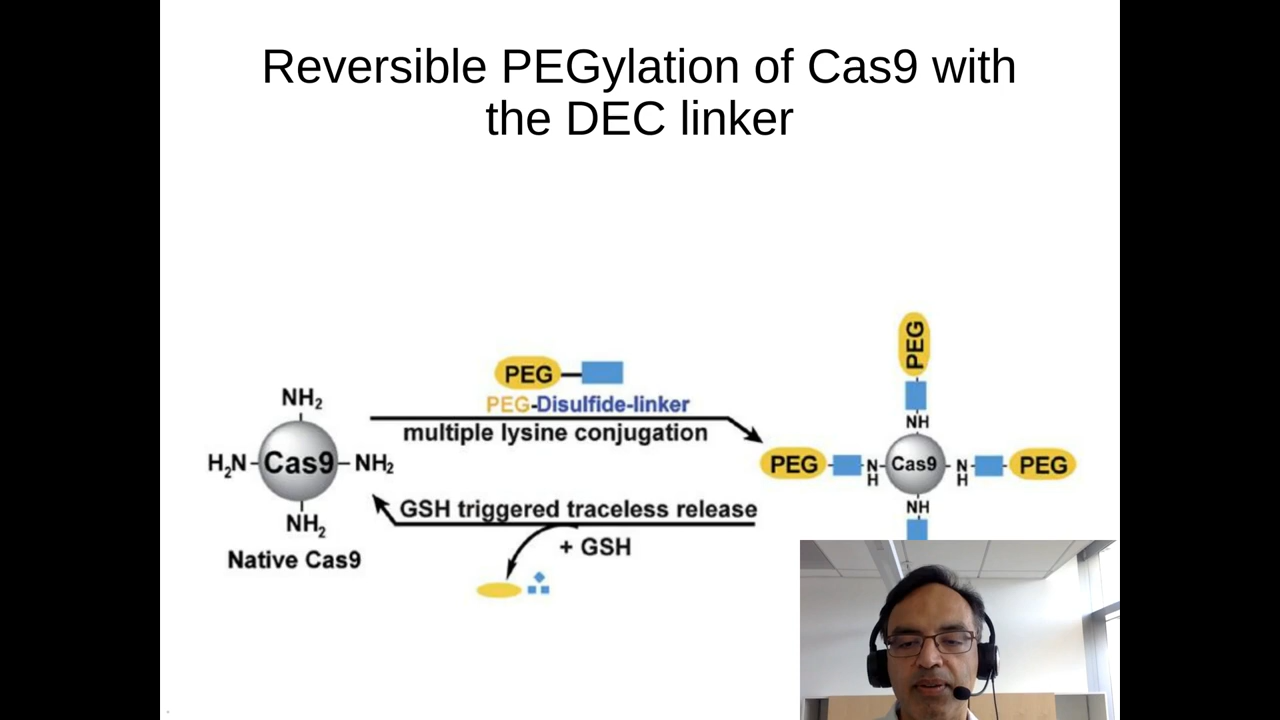 Reversible PEGylation of Cas9 with
the DEC linker
PEG
PEG
PEG-Disulfide-linker
multiple lysine conjugation
NH₂
H₂N
Cas9
NH₂
NH₂
Native Cas9
GSH triggered traceless release
+ GSH
NH
PEG
N
H
Cas9
N
H
PEG
NH